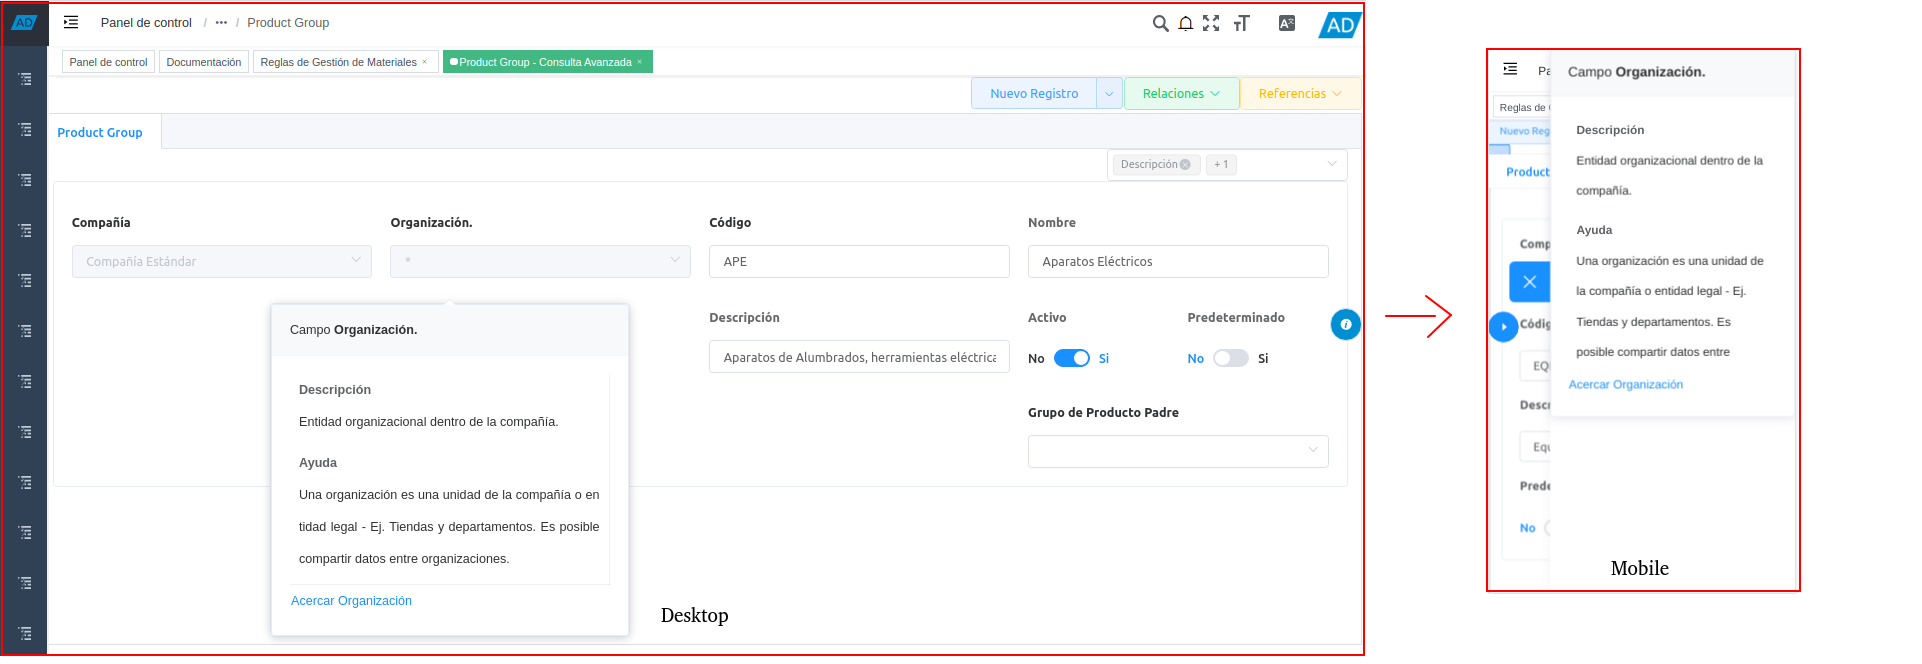 AD
Panel de control / ••• / Product Group
AD
Panel de control
Documentación
Reglas de Gestión de Materiales ×
Product Group - Consulta Avanzada ×
Nuevo Registro
Relaciones
Referencias
Product Group
Descripción
+ 1
Compañía
Organización.
Código
Nombre
Compañía Estándar
*
APE
Aparatos Eléctricos
Campo Organización.
Descripción
Entidad organizacional dentro de la compañía.
Ayuda
Una organización es una unidad de la compañía o en
tidad legal - Ej. Tiendas y departamentos. Es posible
compartir datos entre organizaciones.
Acercar Organización
Descripción
Activo
Predeterminado
Aparatos de Alumbrados, herramientas eléctrica
No Si
No Si
Grupo de Producto Padre
Desktop
Pa
Reglas de
Nuevo Reg
Product
Comp
Códig
EQ
Desc
Equ
Prede
No
Campo Organización.
Descripción
Entidad organizacional dentro de la
compañía.
Ayuda
Una organización es una unidad de
la compañía o entidad legal - Ej.
Tiendas y departamentos. Es
posible compartir datos entre
Acercar Organización
Mobile